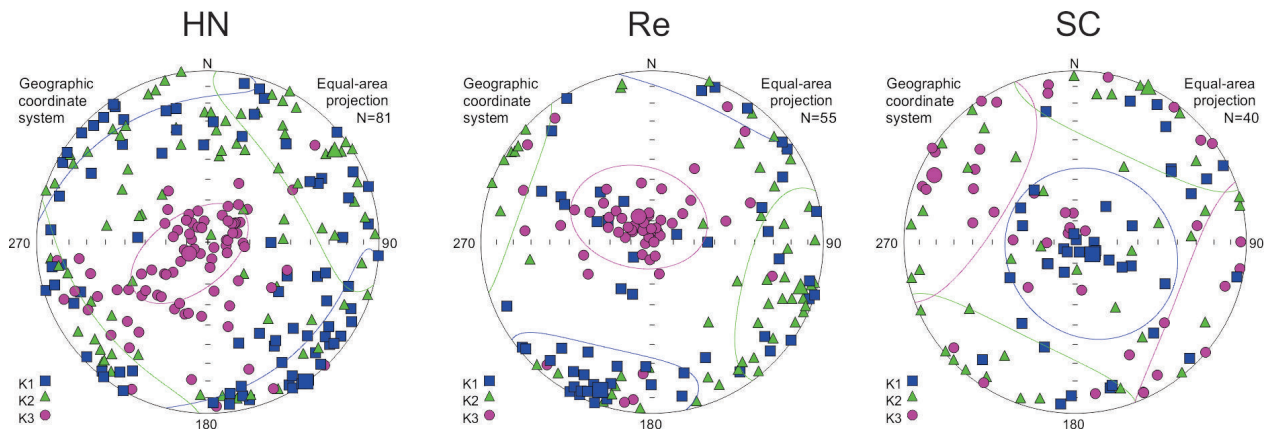 HN
Geographic
coordinate
system
N
Equal-area
projection
N=81
270
90
K1
K2
K3
180
Re
Geographic
coordinate
system
N
Equal-area
projection
N=55
270
90
K1
K2
K3
180
SC
Geographic
coordinate
system
N
Equal-area
projection
N=40
270
90
K1
K2
K3
180